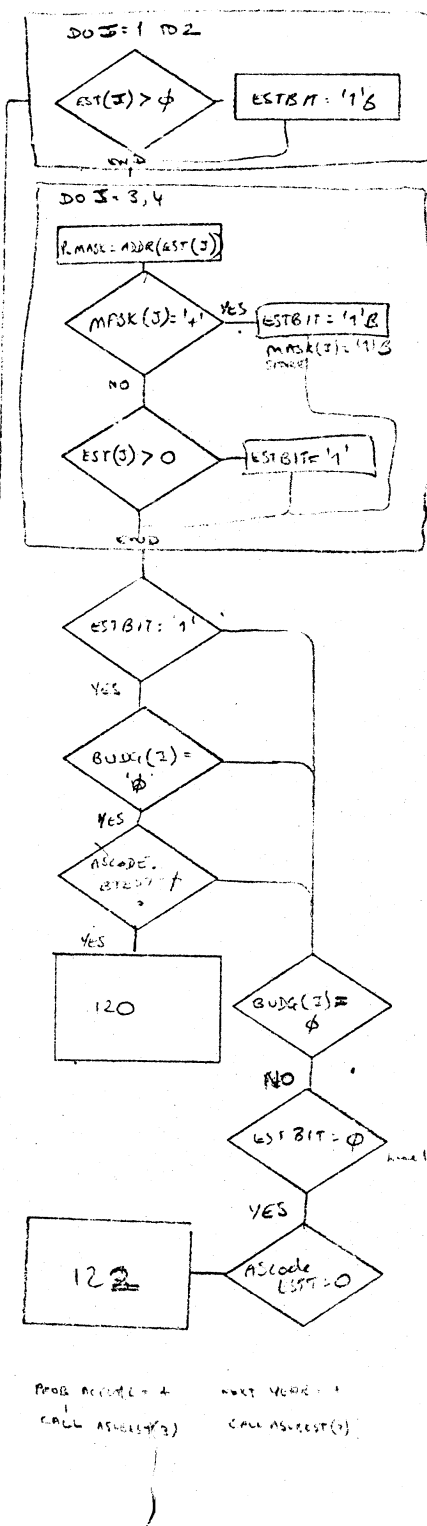 DO J=1 TO 2
EST(J) > ϕ
ESTBIT = '1'B
END
DO J=3,4
P.MASK=ADDR(EST(J))
MASK(J)='+'
YES
ESTBIT='1'B
MASK(J)='1'B
NO
EST(J) > 0
ESTBIT='1'
END
ESTBIT='1'
YES
BUDG(I)=
'ϕ'
YES
ASCODE.
YES
120
BUDG(I)=
ϕ
NO
ESTBIT=ϕ
YES
122
AScode
=0
PROB
NEXT YEAR
CALL
CALL